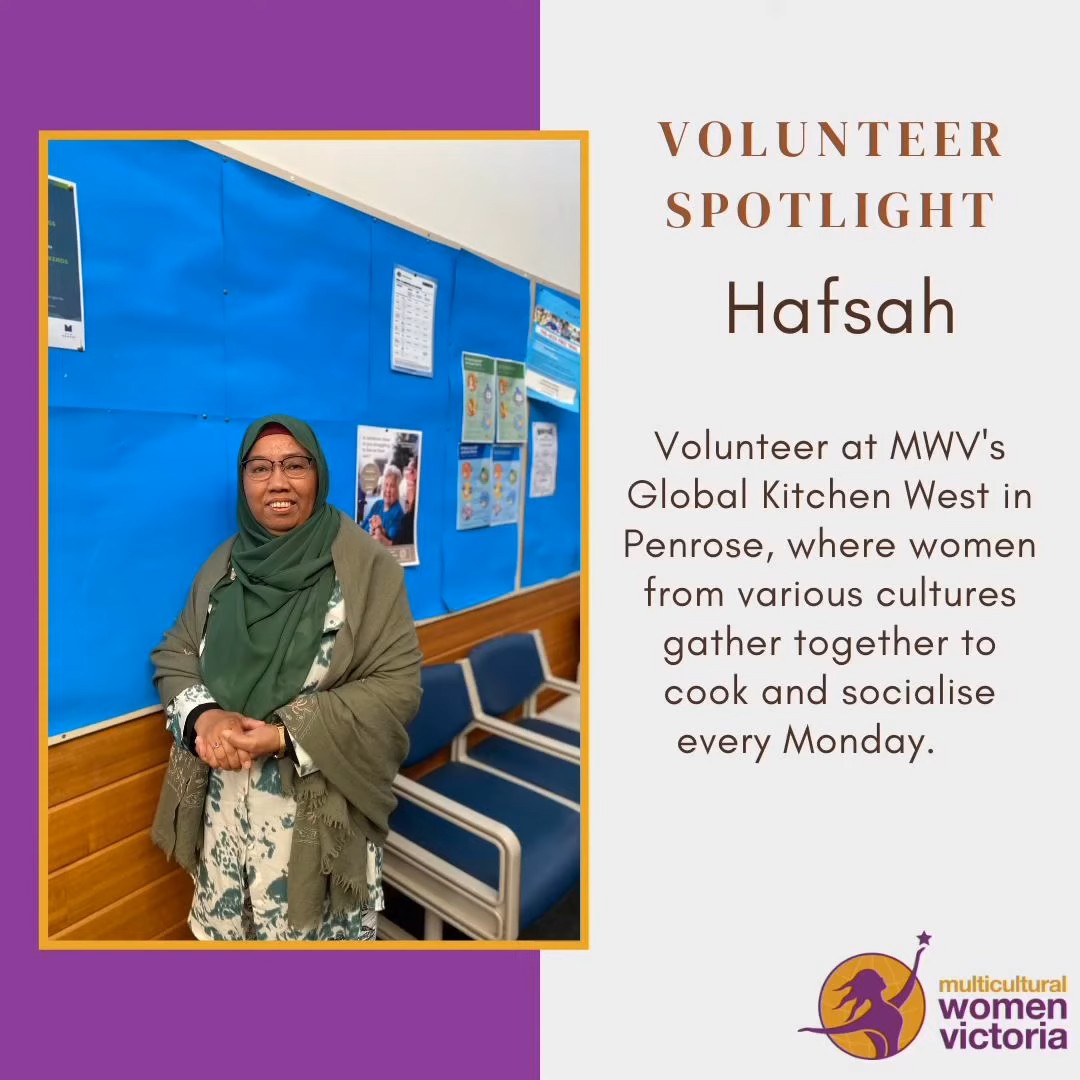 VOLUNTEER
SPOTLIGHT
Hafsah
Volunteer at MWV's
Global Kitchen West in
Penrose, where women
from various cultures
gather together to
cook and socialise
every Monday.
multicultural
women
victoria